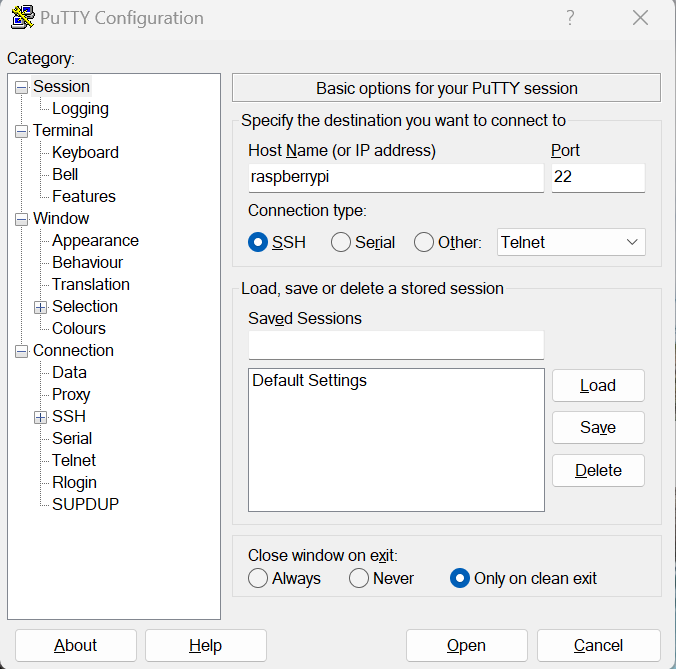 PuTTY Configuration
?
Category:
Session
Logging
Terminal
Keyboard
Bell
Features
Window
Appearance
Behaviour
Translation
Selection
Colours
Connection
Data
Proxy
SSH
Serial
Telnet
Rlogin
SUPDUP
Basic options for your PuTTY session
Specify the destination you want to connect to
Host Name (or IP address) Port
raspberrypi 22
Connection type:
SSH Serial Other: Telnet
Load, save or delete a stored session
Saved Sessions
Default Settings
Load
Save
Delete
Close window on exit:
Always Never Only on clean exit
About Help Open Cancel